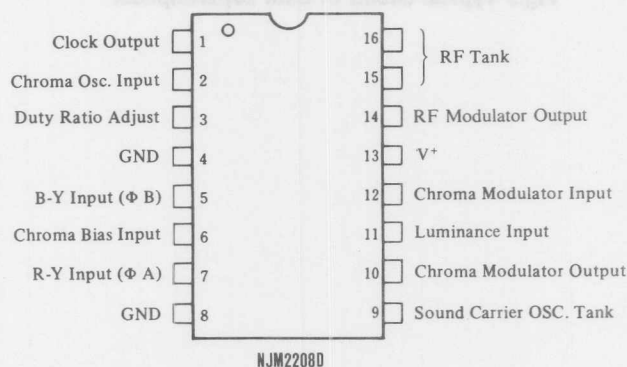 Clock Output 1
Chroma Osc. Input 2
Duty Ratio Adjust 3
GND 4
B-Y Input (Φ B) 5
Chroma Bias Input 6
R-Y Input (Φ A) 7
GND 8
16
15
RF Tank
14 RF Modulator Output
13 V⁺
12 Chroma Modulator Input
11 Luminance Input
10 Chroma Modulator Output
9 Sound Carrier OSC. Tank
NJM2208D